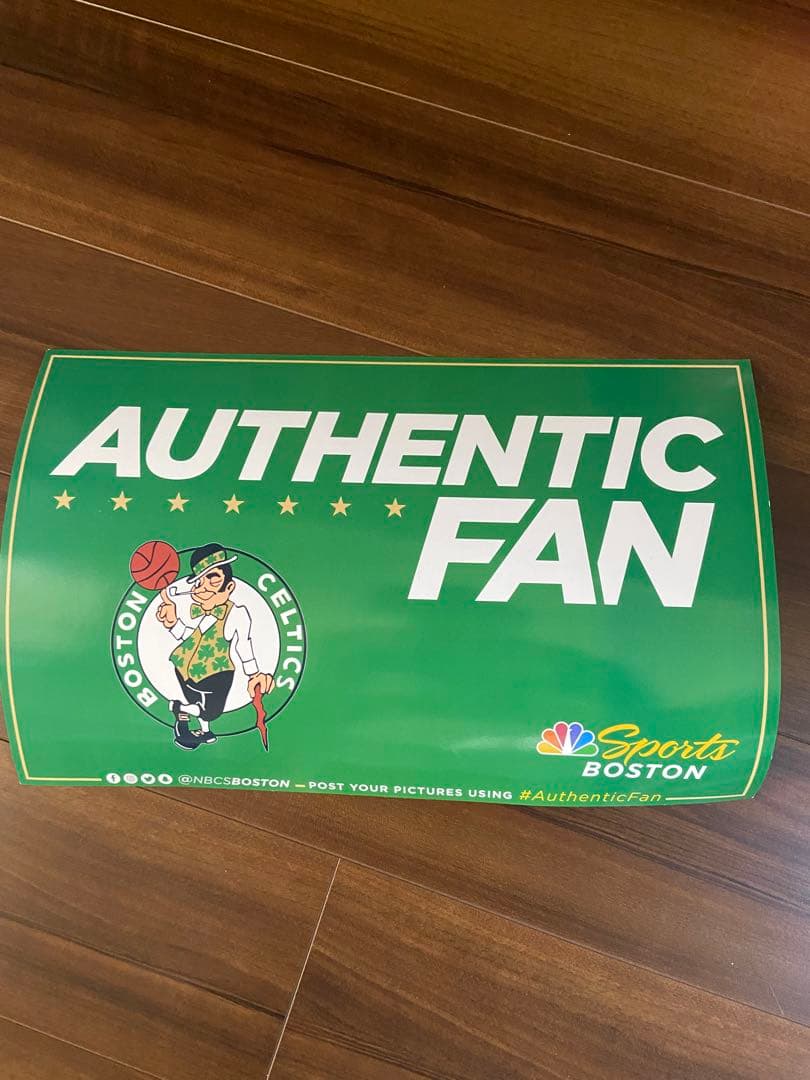 AUTHENTIC
FAN
BOSTON CELTICS
Sports
BOSTON
@NBCSBOSTON — POST YOUR PICTURES USING #AuthenticFan